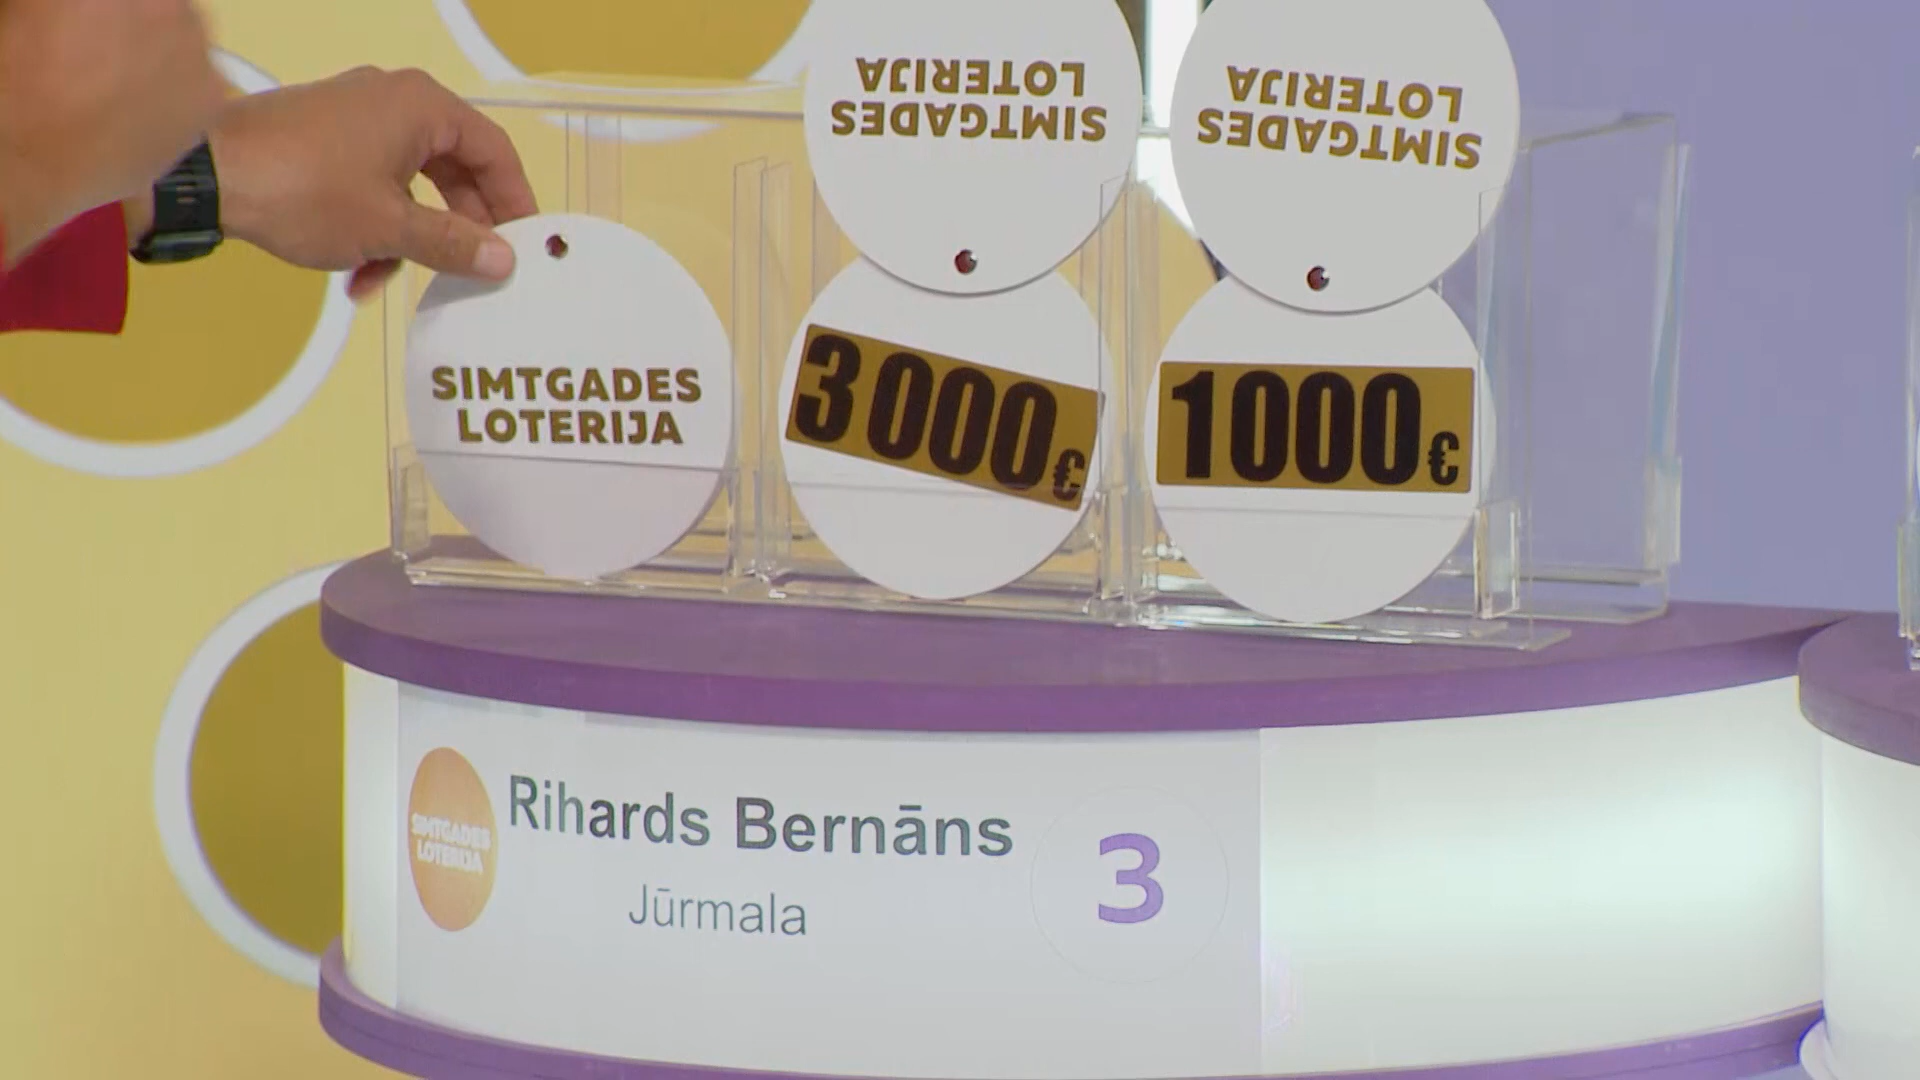 SIMTGADES
LOTERIJA
SIMTGADES
LOTERIJA
SIMTGADES
LOTERIJA
3000€
1000€
SIMTGADES
LOTERIJA
Rihards Bernāns
Jūrmala
3